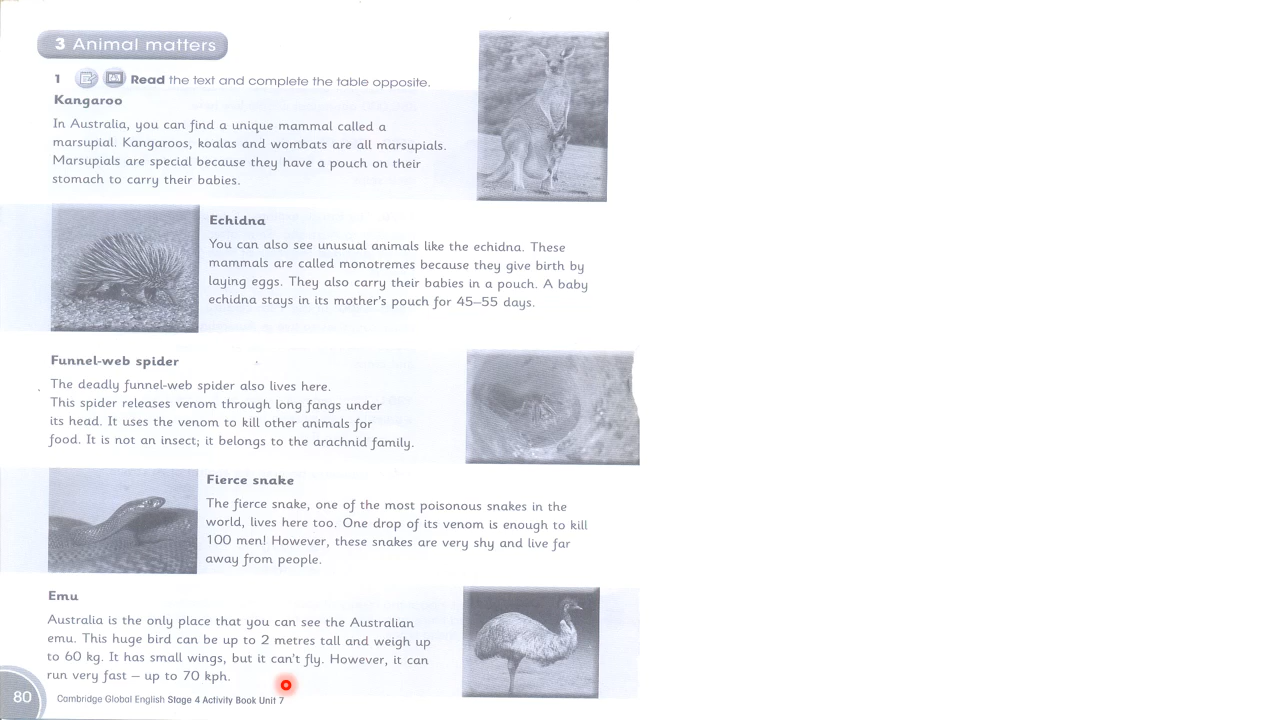 3 Animal matters
1 Read the text and complete the table opposite.
Kangaroo
In Australia, you can find a unique mammal called a
marsupial. Kangaroos, koalas and wombats are all marsupials.
Marsupials are special because they have a pouch on their
stomach to carry their babies.
Echidna
You can also see unusual animals like the echidna. These
mammals are called monotremes because they give birth by
laying eggs. They also carry their babies in a pouch. A baby
echidna stays in its mother's pouch for 45–55 days.
Funnel-web spider
The deadly funnel-web spider also lives here.
This spider releases venom through long fangs under
its head. It uses the venom to kill other animals for
food. It is not an insect; it belongs to the arachnid family.
Fierce snake
The fierce snake, one of the most poisonous snakes in the
world, lives here too. One drop of its venom is enough to kill
100 men! However, these snakes are very shy and live far
away from people.
Emu
Australia is the only place that you can see the Australian
emu. This huge bird can be up to 2 metres tall and weigh up
to 60 kg. It has small wings, but it can't fly. However, it can
run very fast – up to 70 kph.
80 Cambridge Global English Stage 4 Activity Book Unit 7